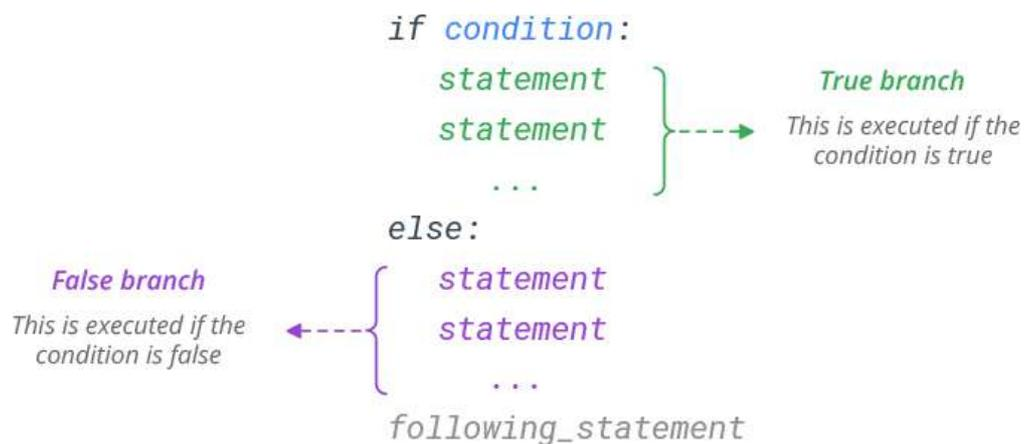 if condition:
statement
True branch
statement
This is executed if the
condition is true
...
else:
False branch
statement
This is executed if the
condition is false
statement
...
following_statement